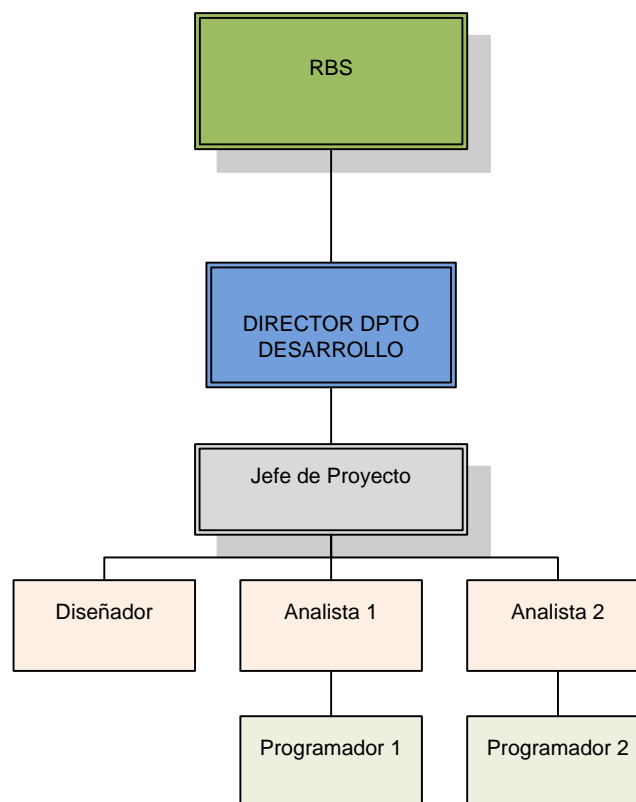 RBS
DIRECTOR DPTO
DESARROLLO
Jefe de Proyecto
Diseñador
Analista 1
Analista 2
Programador 1
Programador 2